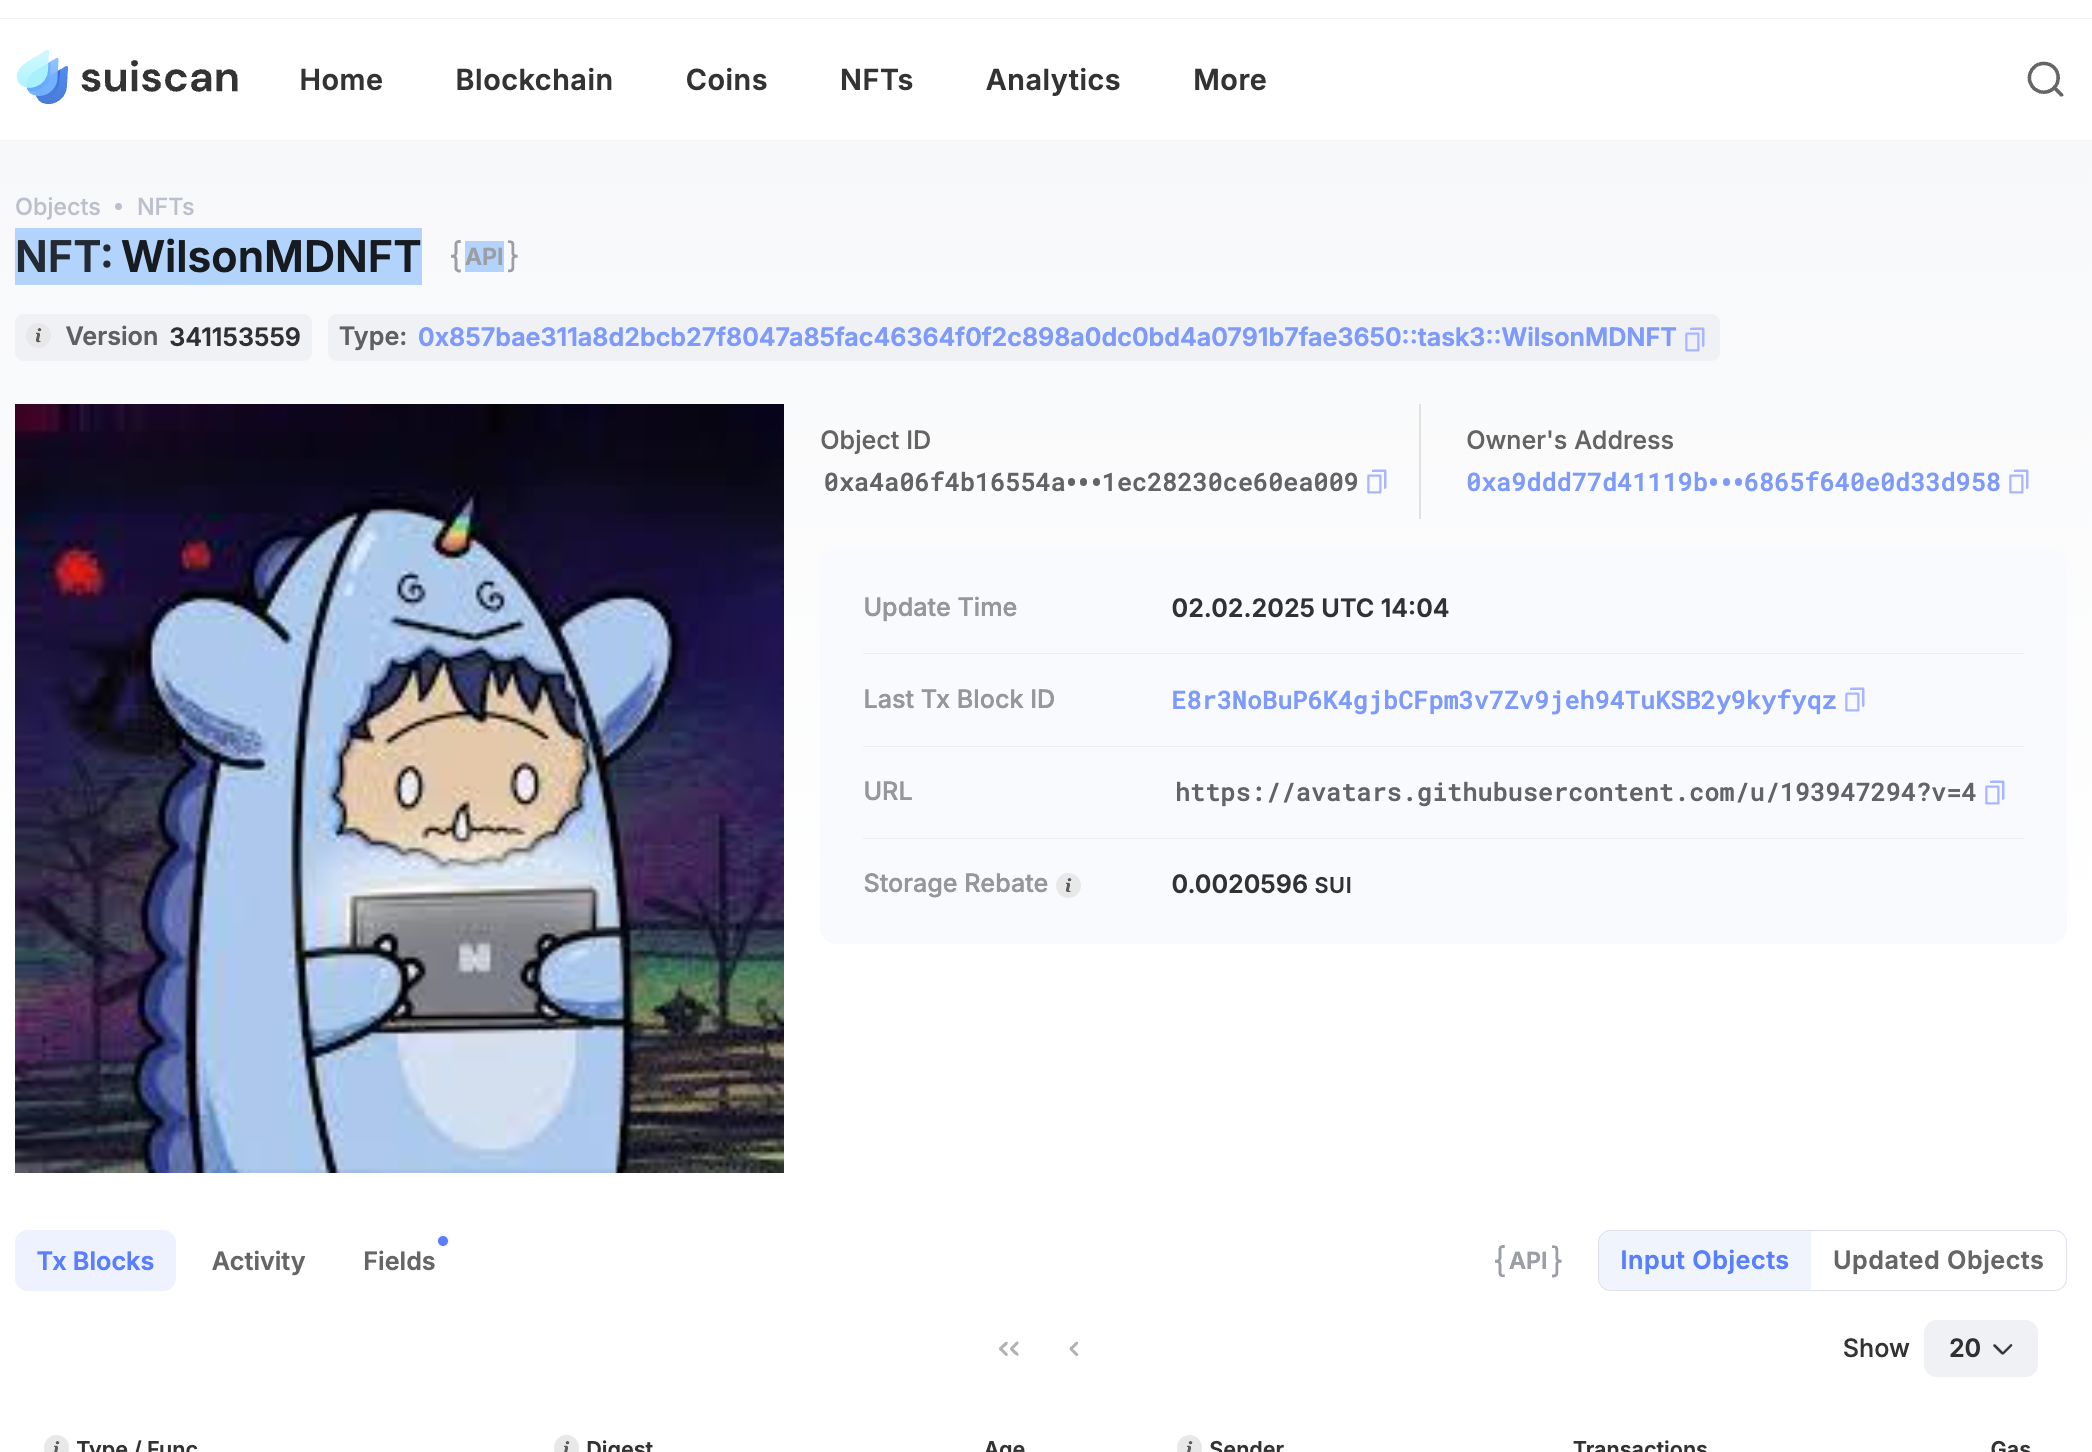 suiscan Home Blockchain Coins NFTs Analytics More
Objects • NFTs
NFT: WilsonMDNFT {API}
i Version 341153559 Type: 0x857bae311a8d2bcb27f8047a85fac46364f0f2c898a0dc0bd4a0791b7fae3650::task3::WilsonMDNFT
Object ID
0xa4a06f4b16554a•••1ec28230ce60ea009
Owner's Address
0xa9ddd77d41119b•••6865f640e0d33d958
Update Time 02.02.2025 UTC 14:04
Last Tx Block ID E8r3NoBuP6K4gjbCFpm3v7Zv9jeh94TuKSB2y9kyfyqz
URL https://avatars.githubusercontent.com/u/193947294?v=4
Storage Rebate i 0.0020596 SUI
N
Tx Blocks Activity Fields {API} Input Objects Updated Objects
Show 20
i Type / Func i Digest Age i Sender Transactions Gas